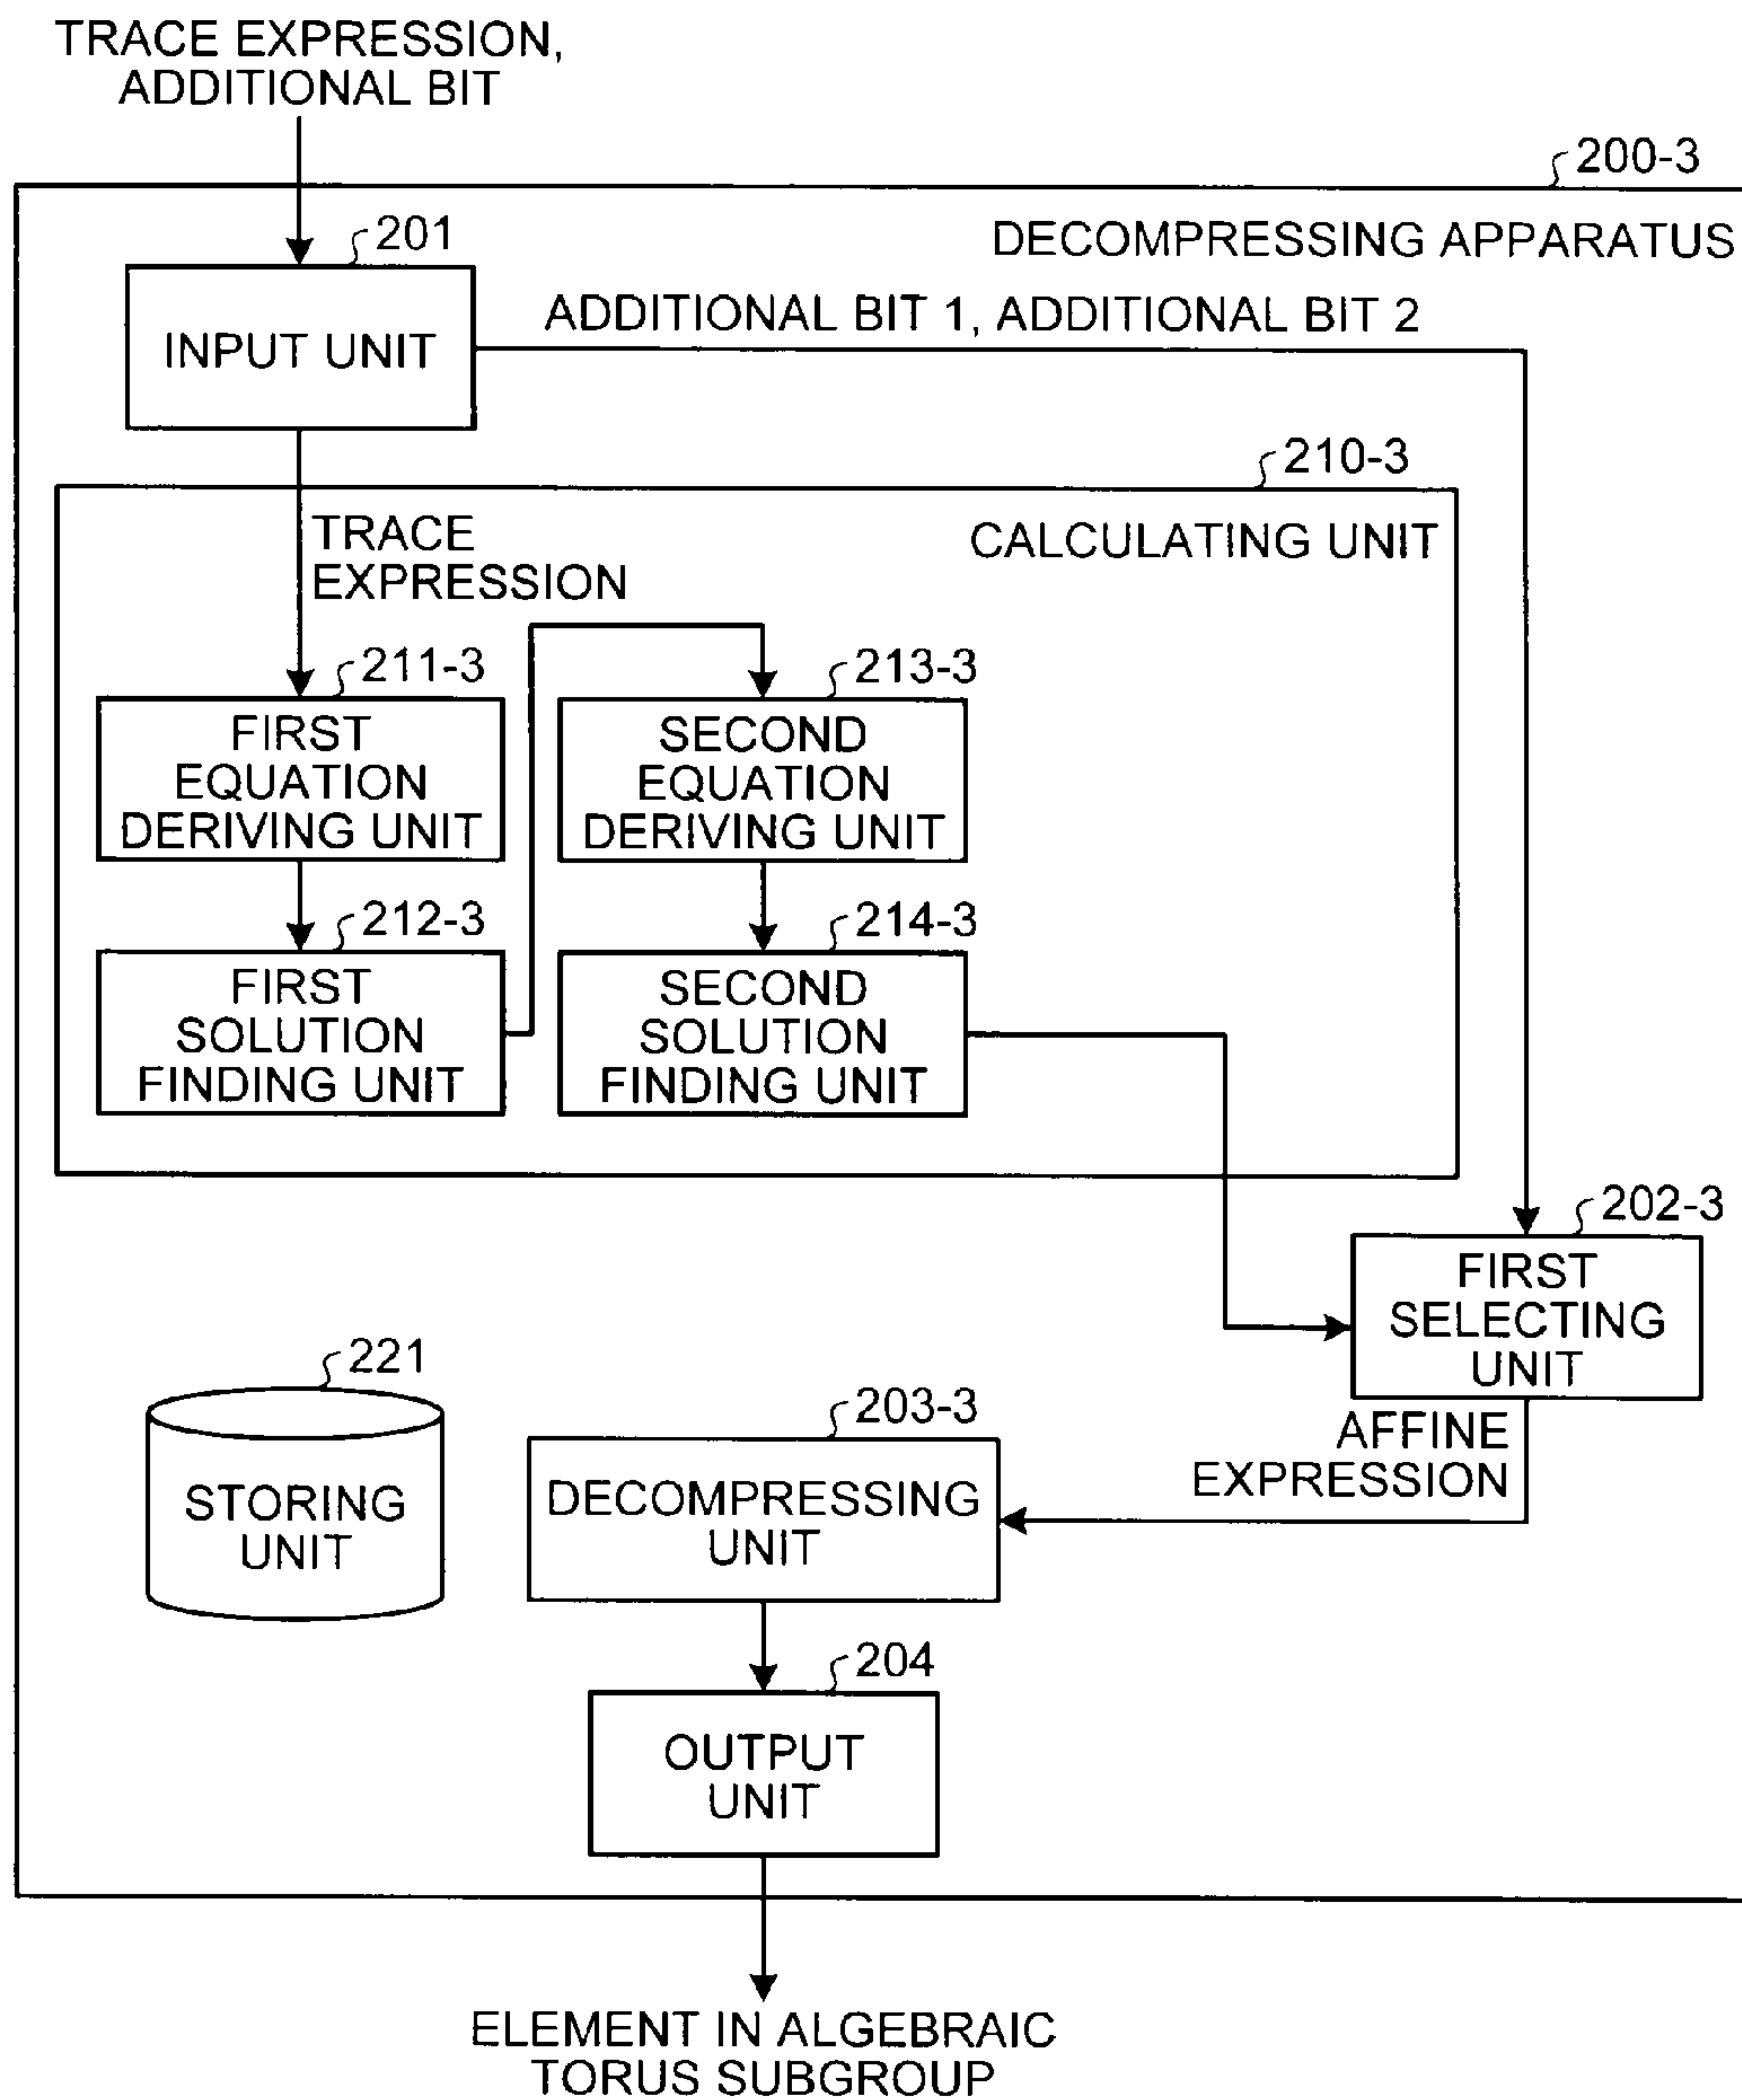 TRACE EXPRESSION,
ADDITIONAL BIT
200-3
DECOMPRESSING APPARATUS
201
INPUT UNIT
ADDITIONAL BIT 1, ADDITIONAL BIT 2
210-3
CALCULATING UNIT
TRACE
EXPRESSION
211-3
FIRST
EQUATION
DERIVING UNIT
213-3
SECOND
EQUATION
DERIVING UNIT
212-3
FIRST
SOLUTION
FINDING UNIT
214-3
SECOND
SOLUTION
FINDING UNIT
202-3
FIRST
SELECTING
UNIT
AFFINE
EXPRESSION
221
STORING
UNIT
203-3
DECOMPRESSING
UNIT
204
OUTPUT
UNIT
ELEMENT IN ALGEBRAIC
TORUS SUBGROUP